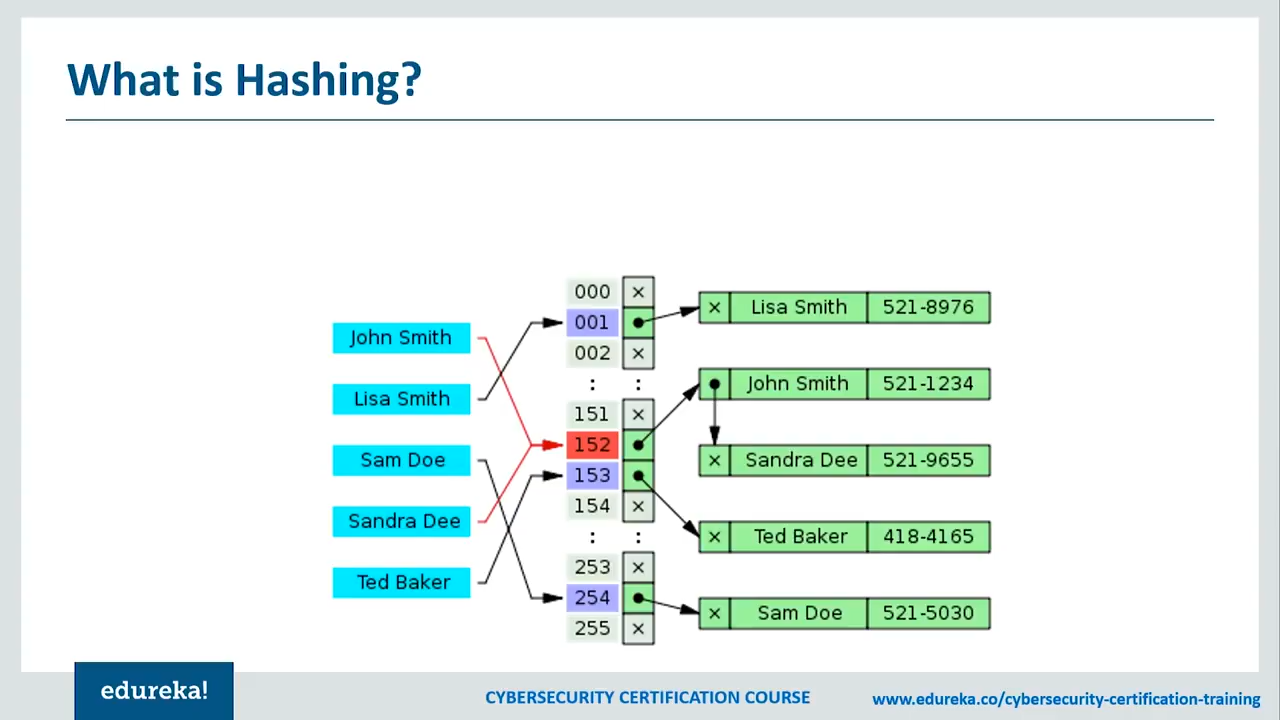 What is Hashing?
John Smith
Lisa Smith
Sam Doe
Sandra Dee
Ted Baker
000 ×
001
002 ×
: :
151 ×
152
153
154 ×
: :
253 ×
254
255 ×
× Lisa Smith 521-8976
John Smith 521-1234
× Sandra Dee 521-9655
× Ted Baker 418-4165
× Sam Doe 521-5030
edureka!
CYBERSECURITY CERTIFICATION COURSE
www.edureka.co/cybersecurity-certification-training